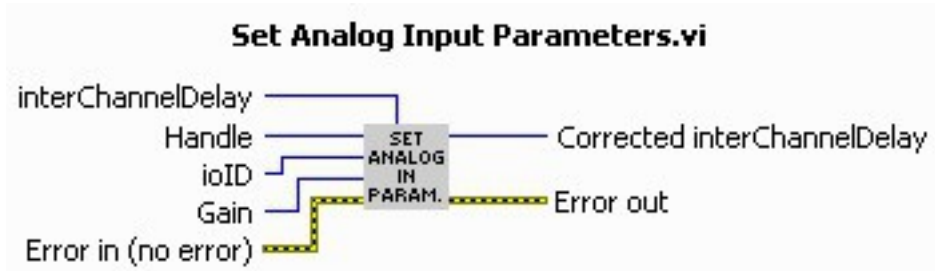 Set Analog Input Parameters.vi
interChannelDelay
Handle
ioID
Gain
Error in (no error)
SET
ANALOG
IN
PARAM.
Corrected interChannelDelay
Error out